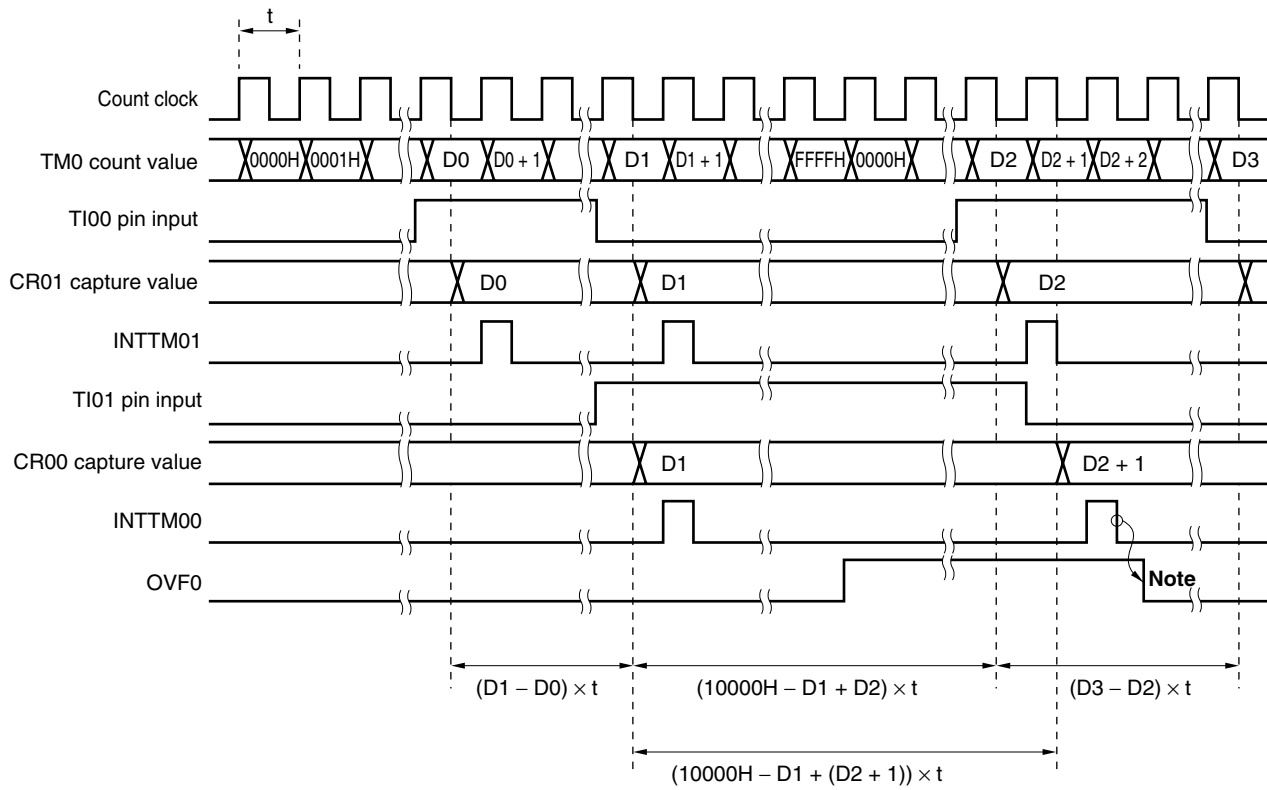 t
Count clock
TM0 count value 0000H 0001H D0 D0 + 1 D1 D1 + 1 FFFFH 0000H D2 D2 + 1 D2 + 2 D3
TI00 pin input
CR01 capture value D0 D1 D2
INTTM01
TI01 pin input
CR00 capture value D1 D2 + 1
INTTM00
OVF0 Note
(D1 – D0) × t (10000H – D1 + D2) × t (D3 – D2) × t
(10000H – D1 + (D2 + 1)) × t